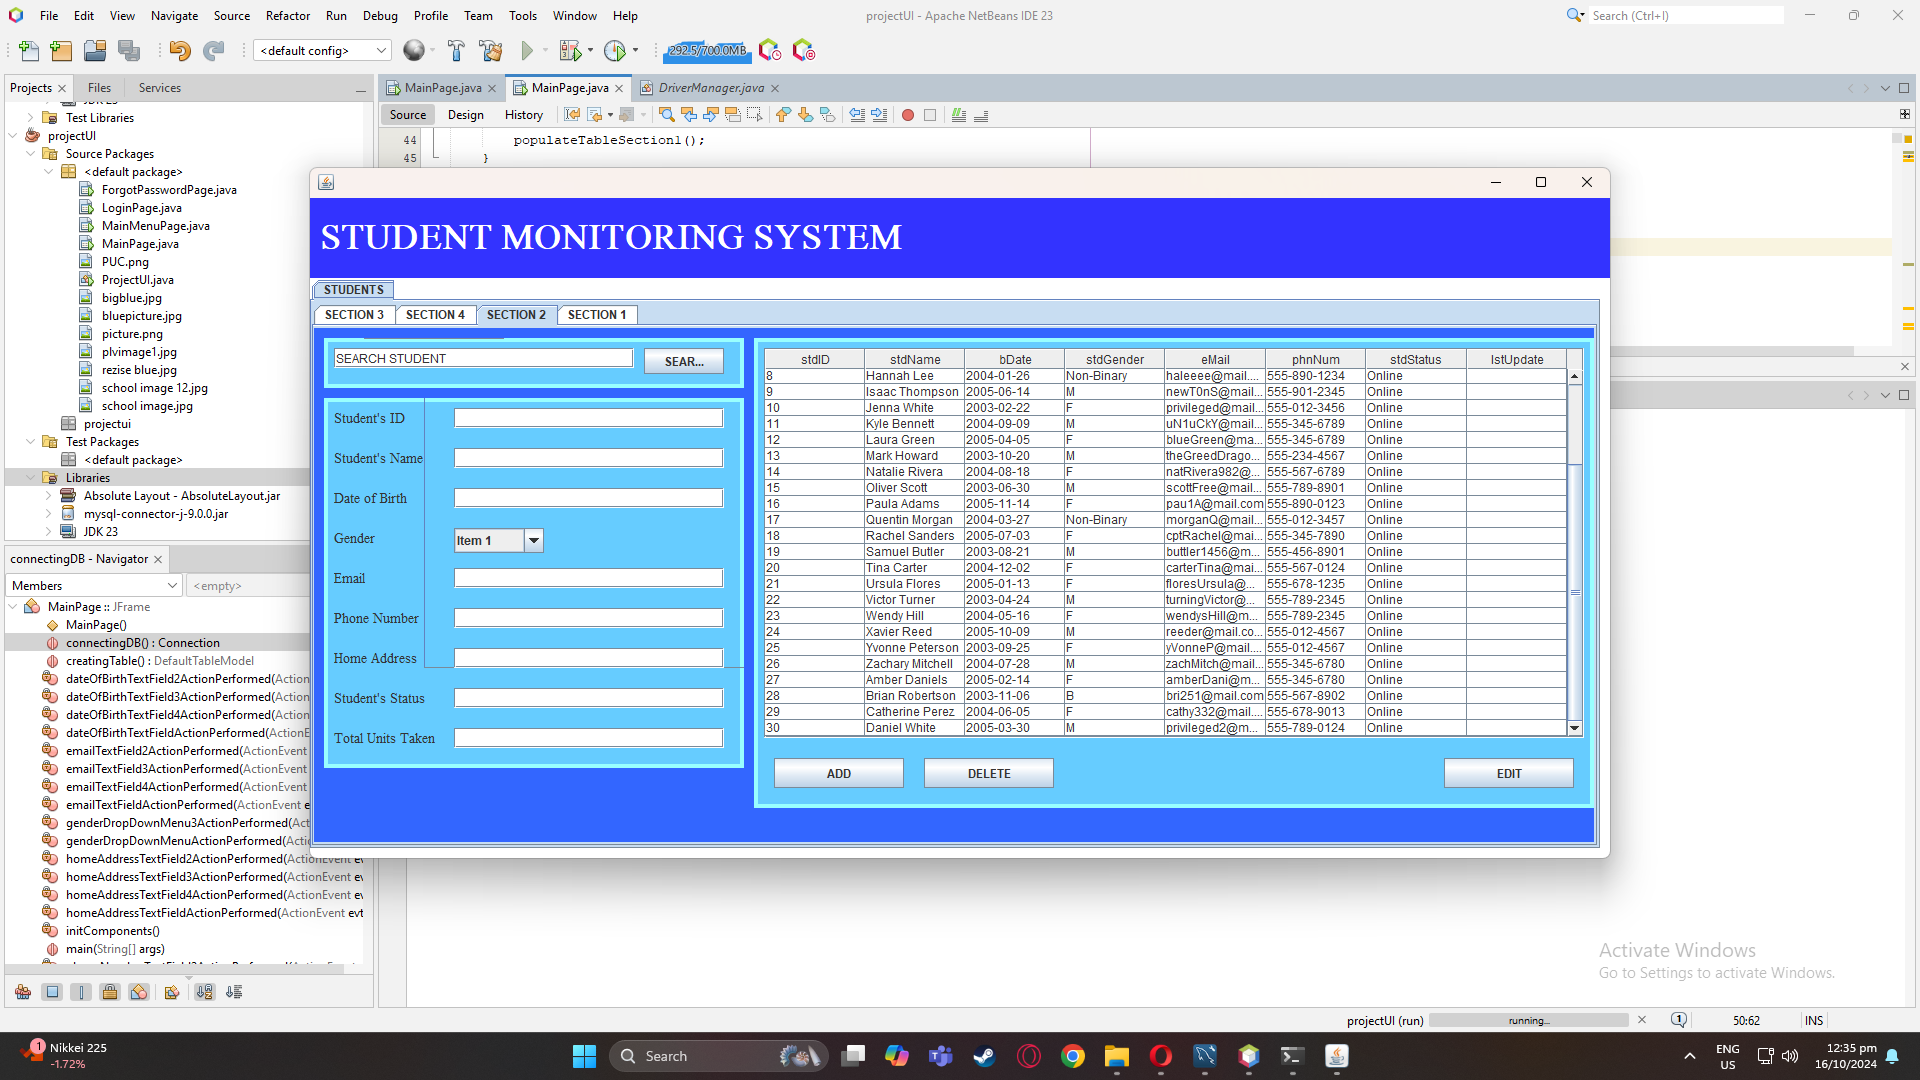 File Edit View Navigate Source Refactor Run Debug Profile Team Tools Window Help
projectUI - Apache NetBeans IDE 23
Search (Ctrl+I)
<default config>
292.5/700.0MB
Projects Files Services
MainPage.java MainPage.java DriverManager.java
Source Design History
44 populateTableSection1();
45 }
Test Libraries
projectUI
Source Packages
<default package>
ForgotPasswordPage.java
LoginPage.java
MainMenuPage.java
MainPage.java
PUC.png
ProjectUI.java
bigblue.jpg
bluepicture.jpg
picture.png
plvimage1.jpg
rezise blue.jpg
school image 12.jpg
school image.jpg
projectui
Test Packages
<default package>
Libraries
Absolute Layout - AbsoluteLayout.jar
mysql-connector-j-9.0.0.jar
JDK 23
connectingDB - Navigator
Members <empty>
MainPage :: JFrame
MainPage()
connectingDB() : Connection
creatingTable() : DefaultTableModel
dateOfBirthTextField2ActionPerformed(Action
dateOfBirthTextField3ActionPerformed(Action
dateOfBirthTextField4ActionPerformed(Action
dateOfBirthTextFieldActionPerformed(ActionE
emailTextField2ActionPerformed(ActionEvent
emailTextField3ActionPerformed(ActionEvent
emailTextField4ActionPerformed(ActionEvent
emailTextFieldActionPerformed(ActionEvent e
genderDropDownMenu3ActionPerformed(Act
genderDropDownMenuActionPerformed(Actio
homeAddressTextField2ActionPerformed(ActionEvent ev
homeAddressTextField3ActionPerformed(ActionEvent ev
homeAddressTextField4ActionPerformed(ActionEvent ev
homeAddressTextFieldActionPerformed(ActionEvent evt
initComponents()
main(String[] args)
STUDENT MONITORING SYSTEM
STUDENTS
SECTION 3 SECTION 4 SECTION 2 SECTION 1
SEARCH STUDENT SEAR...
Student's ID
Student's Name
Date of Birth
Gender Item 1
Email
Phone Number
Home Address
Student's Status
Total Units Taken
stdID stdName bDate stdGender eMail phnNum stdStatus lstUpdate
8 Hannah Lee 2004-01-26 Non-Binary haleeee@mail.... 555-890-1234 Online
9 Isaac Thompson 2005-06-14 M newT0nS@mail... 555-901-2345 Online
10 Jenna White 2003-02-22 F privileged@mail... 555-012-3456 Online
11 Kyle Bennett 2004-09-09 M uN1uCkY@mail... 555-345-6789 Online
12 Laura Green 2005-04-05 F blueGreen@ma... 555-345-6789 Online
13 Mark Howard 2003-10-20 M theGreedDrago... 555-234-4567 Online
14 Natalie Rivera 2004-08-18 F natRivera982@... 555-567-6789 Online
15 Oliver Scott 2003-06-30 M scottFree@mail... 555-789-8901 Online
16 Paula Adams 2005-11-14 F pau1A@mail.com 555-890-0123 Online
17 Quentin Morgan 2004-03-27 Non-Binary morganQ@mail... 555-012-3457 Online
18 Rachel Sanders 2005-07-03 F cptRachel@mai... 555-345-7890 Online
19 Samuel Butler 2003-08-21 M buttler1456@m... 555-456-8901 Online
20 Tina Carter 2004-12-02 F carterTina@mai... 555-567-0124 Online
21 Ursula Flores 2005-01-13 F floresUrsula@... 555-678-1235 Online
22 Victor Turner 2003-04-24 M turningVictor@... 555-789-2345 Online
23 Wendy Hill 2004-05-16 F wendysHill@m... 555-789-2345 Online
24 Xavier Reed 2005-10-09 M reeder@mail.co... 555-012-4567 Online
25 Yvonne Peterson 2003-09-25 F yVonneP@mail.... 555-012-4567 Online
26 Zachary Mitchell 2004-07-28 M zachMitch@mai... 555-345-6780 Online
27 Amber Daniels 2005-02-14 F amberDani@m... 555-345-6780 Online
28 Brian Robertson 2003-11-06 B bri251@mail.com 555-567-8902 Online
29 Catherine Perez 2004-06-05 F cathy332@mail.... 555-678-9013 Online
30 Daniel White 2005-03-30 M privileged2@m... 555-789-0124 Online
ADD DELETE EDIT
Activate Windows
Go to Settings to activate Windows.
projectUI (run) running... 1 50:62 INS
1 Nikkei 225
-1.72%
Search
ENG
US
12:35 pm
16/10/2024